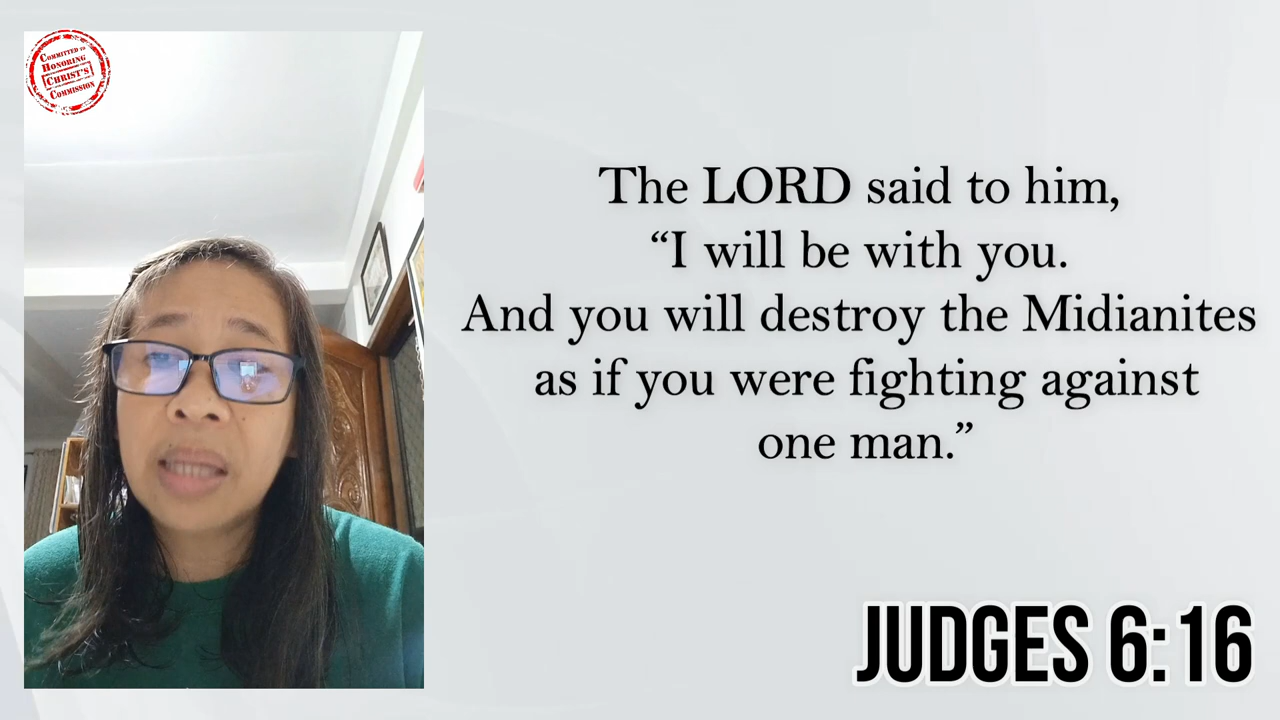 COMMITTED TO
HONORING
CHRIST'S
COMMISSION
The LORD said to him,
“I will be with you.
And you will destroy the Midianites
as if you were fighting against
one man.”
JUDGES 6:16